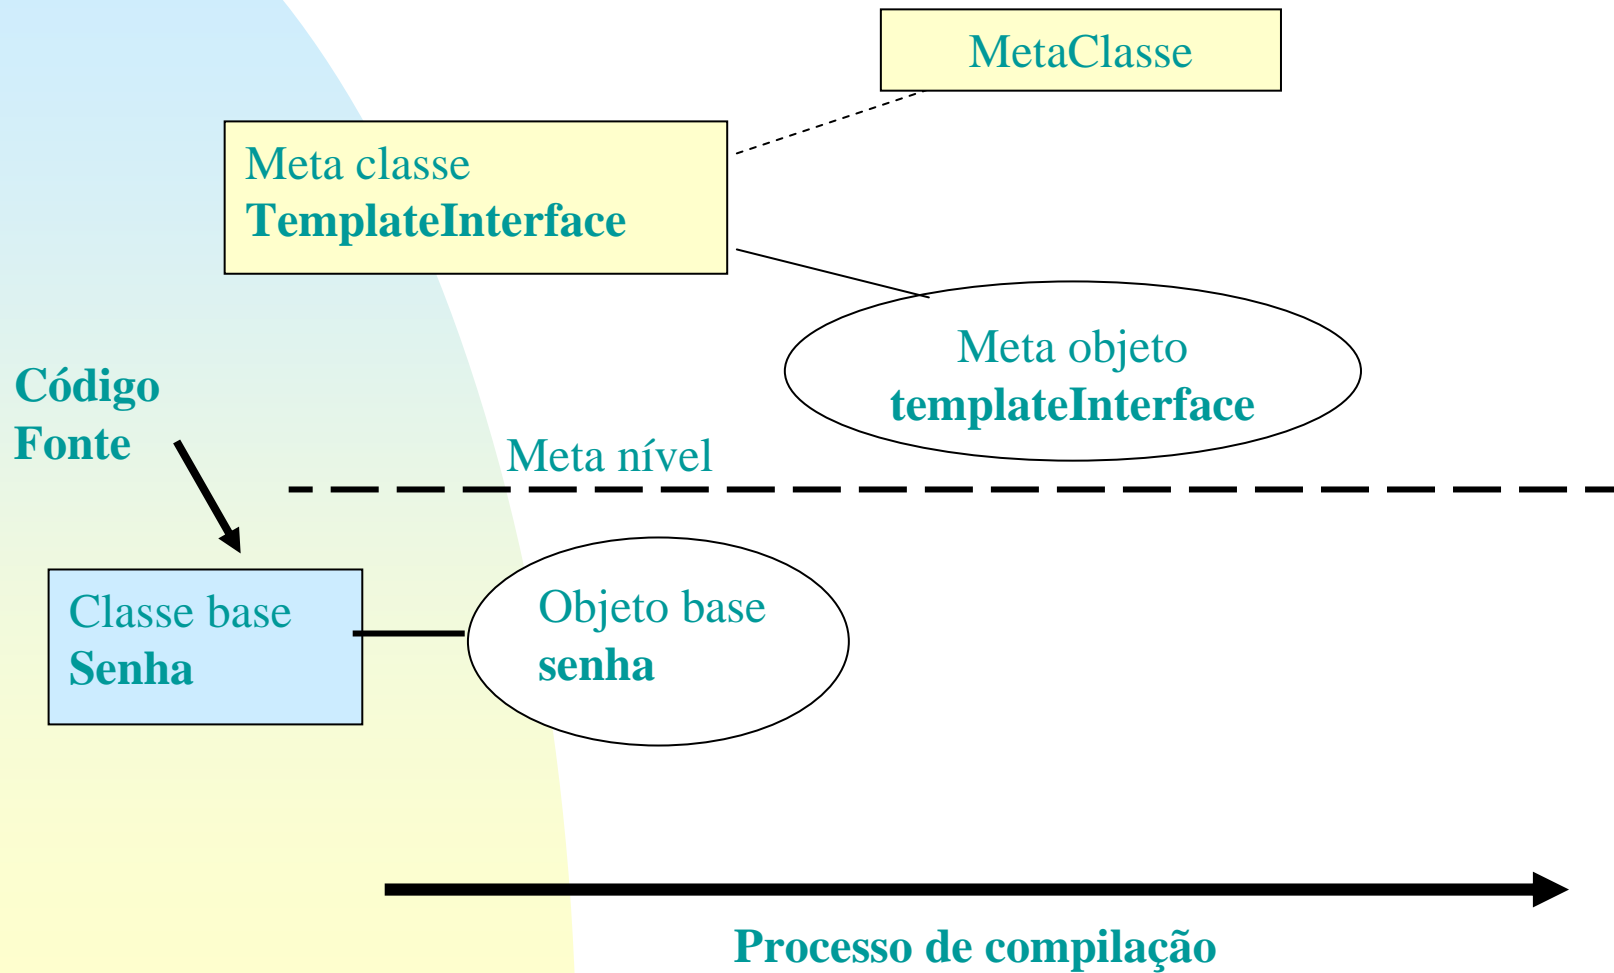 MetaClasse
Meta classe
TemplateInterface
Meta objeto
templateInterface
Código
Fonte
Meta nível
Classe base
Senha
Objeto base
senha
Processo de compilação